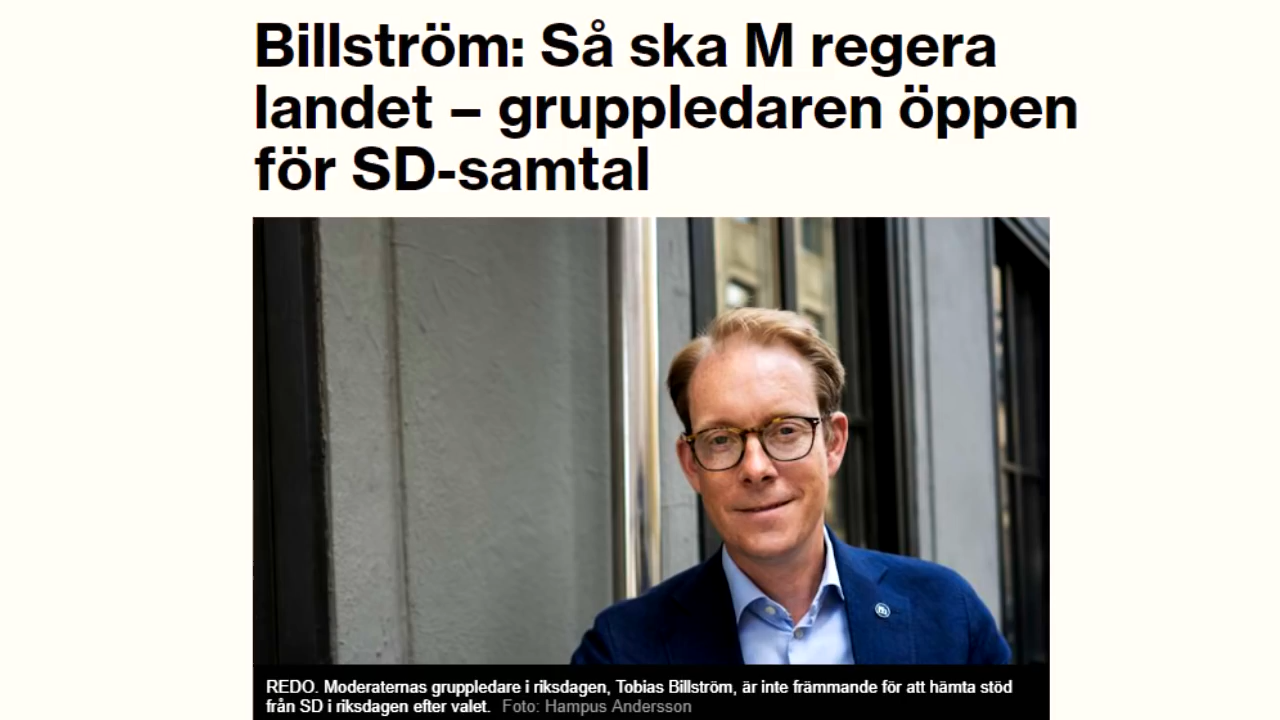 Billström: Så ska M regera
landet – gruppledaren öppen
för SD-samtal
REDO. Moderaternas gruppledare i riksdagen, Tobias Billström, är inte främmande för att hämta stöd
från SD i riksdagen efter valet. Foto: Hampus Andersson